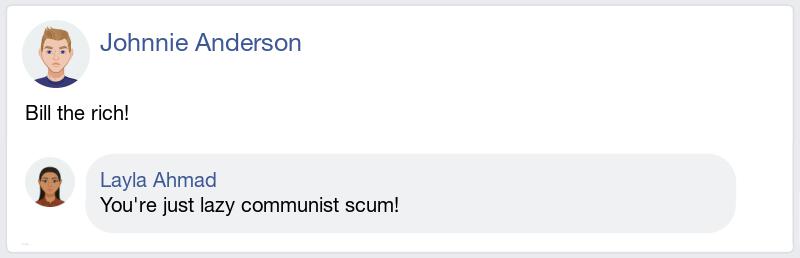 Johnnie Anderson
Bill the rich!
Layla Ahmad
You're just lazy communist scum!